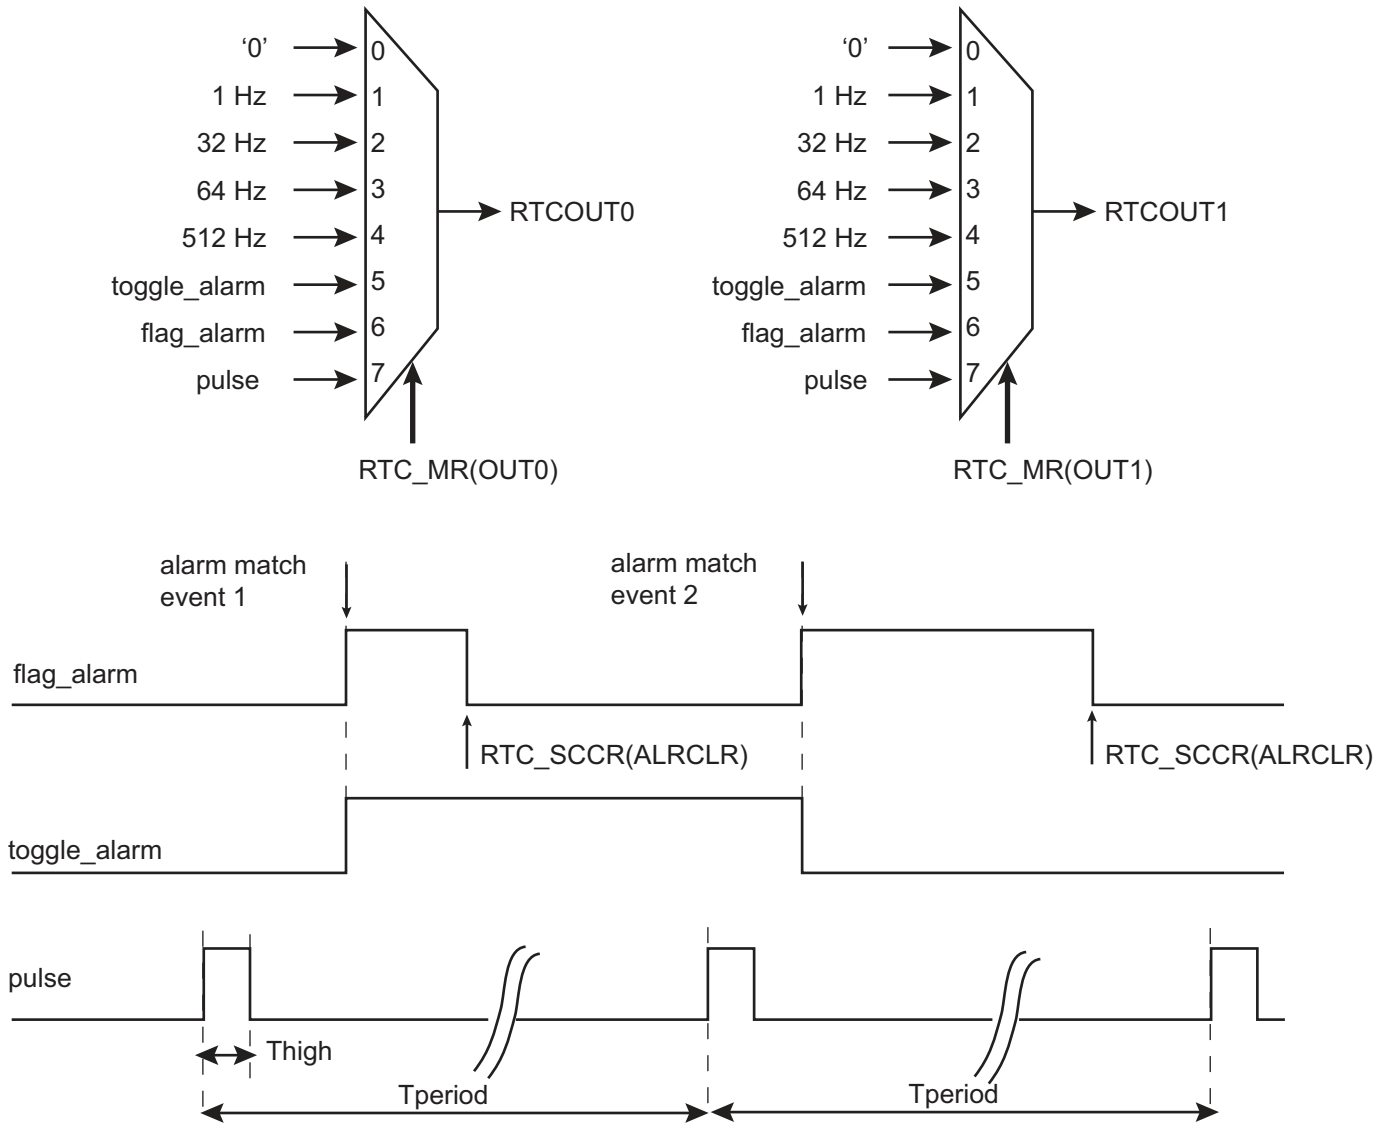 ‘0’ 0
1 Hz 1
32 Hz 2
64 Hz 3
512 Hz 4
toggle_alarm 5
flag_alarm 6
pulse 7
RTCOUT0
RTC_MR(OUT0)
‘0’ 0
1 Hz 1
32 Hz 2
64 Hz 3
512 Hz 4
toggle_alarm 5
flag_alarm 6
pulse 7
RTCOUT1
RTC_MR(OUT1)
alarm match
event 1
alarm match
event 2
flag_alarm
RTC_SCCR(ALRCLR)
RTC_SCCR(ALRCLR)
toggle_alarm
pulse
Thigh
Tperiod
Tperiod